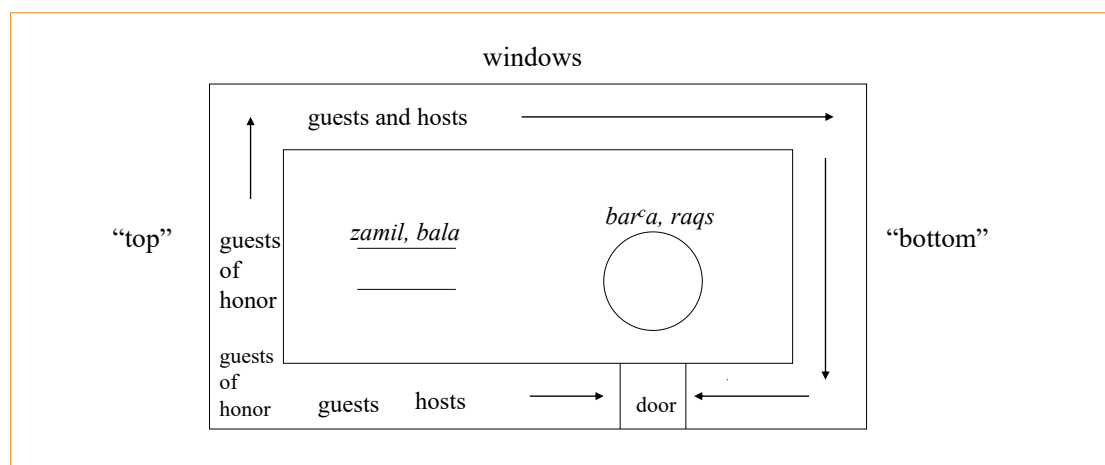 windows
guests and hosts
“top”
guests
of
honor
zamil, bala
barᶜa, raqs
“bottom”
guests
of
honor
guests
hosts
door